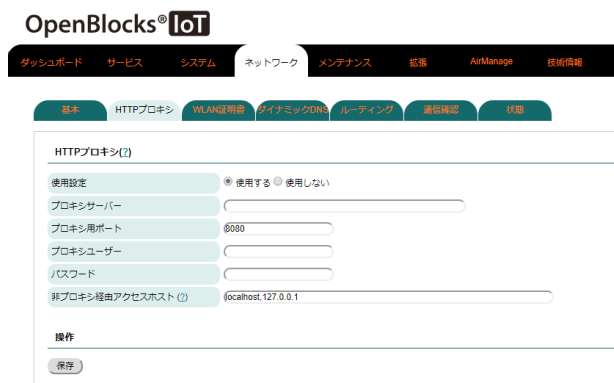 OpenBlocks® IoT
ダッシュボード サービス システム ネットワーク メンテナンス 拡張 AirManage 技術情報
基本 HTTPプロキシ WLAN証明書 ダイナミックDNS ルーティング 通信確認 状態
HTTPプロキシ(?)
使用設定 使用する 使用しない
プロキシサーバー
プロキシ用ポート 8080
プロキシユーザー
パスワード
非プロキシ経由アクセスホスト(?) localhost,127.0.0.1
操作
保存